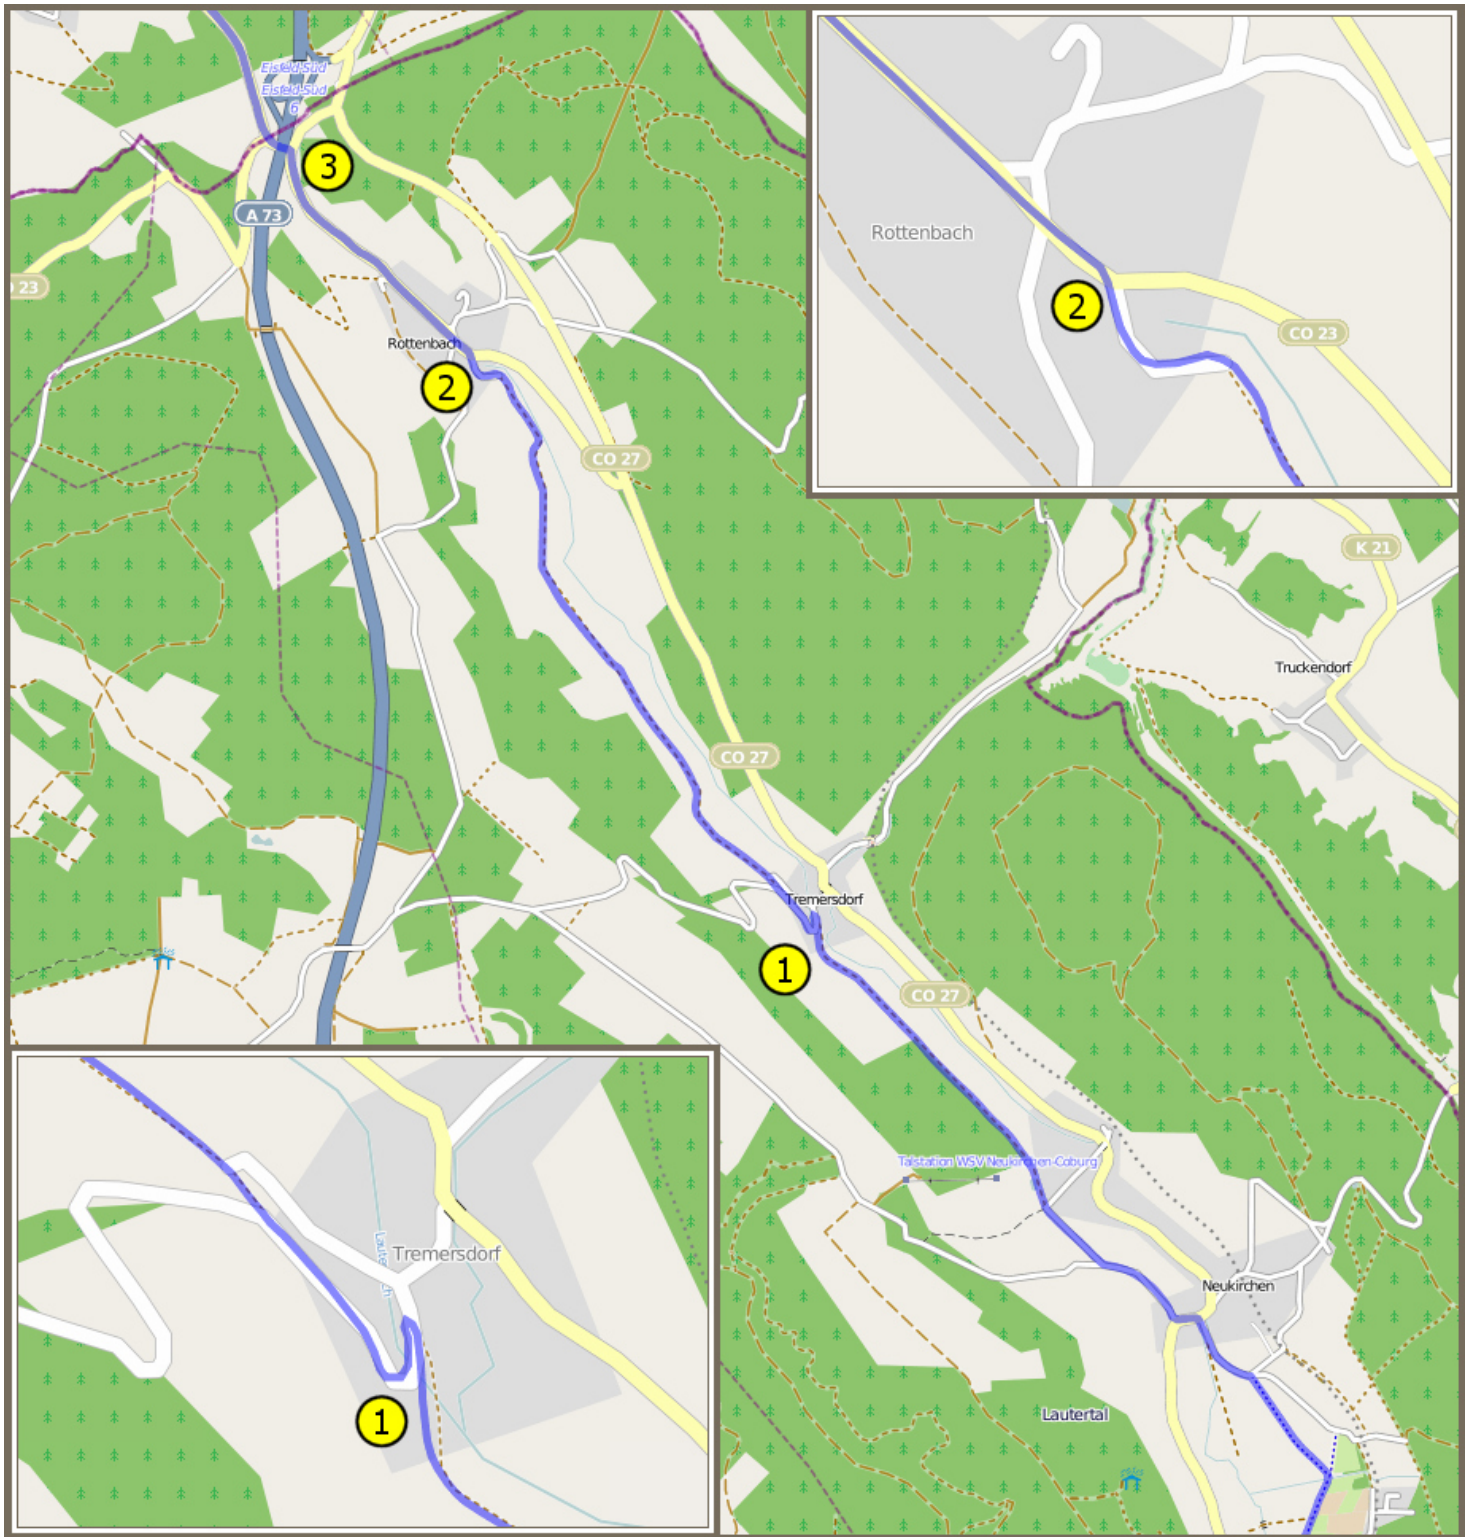 Eisfeld-Süd
Eisfeld-Süd
6
3
A 73
23
Rottenbach
2
CO 27
Rottenbach
2
CO 23
K 21
Truckendorf
CO 27
Tremersdorf
1
CO 27
Talstation WSV Neukirchen-Coburg
Neukirchen
Lautertal
Tremersdorf
1